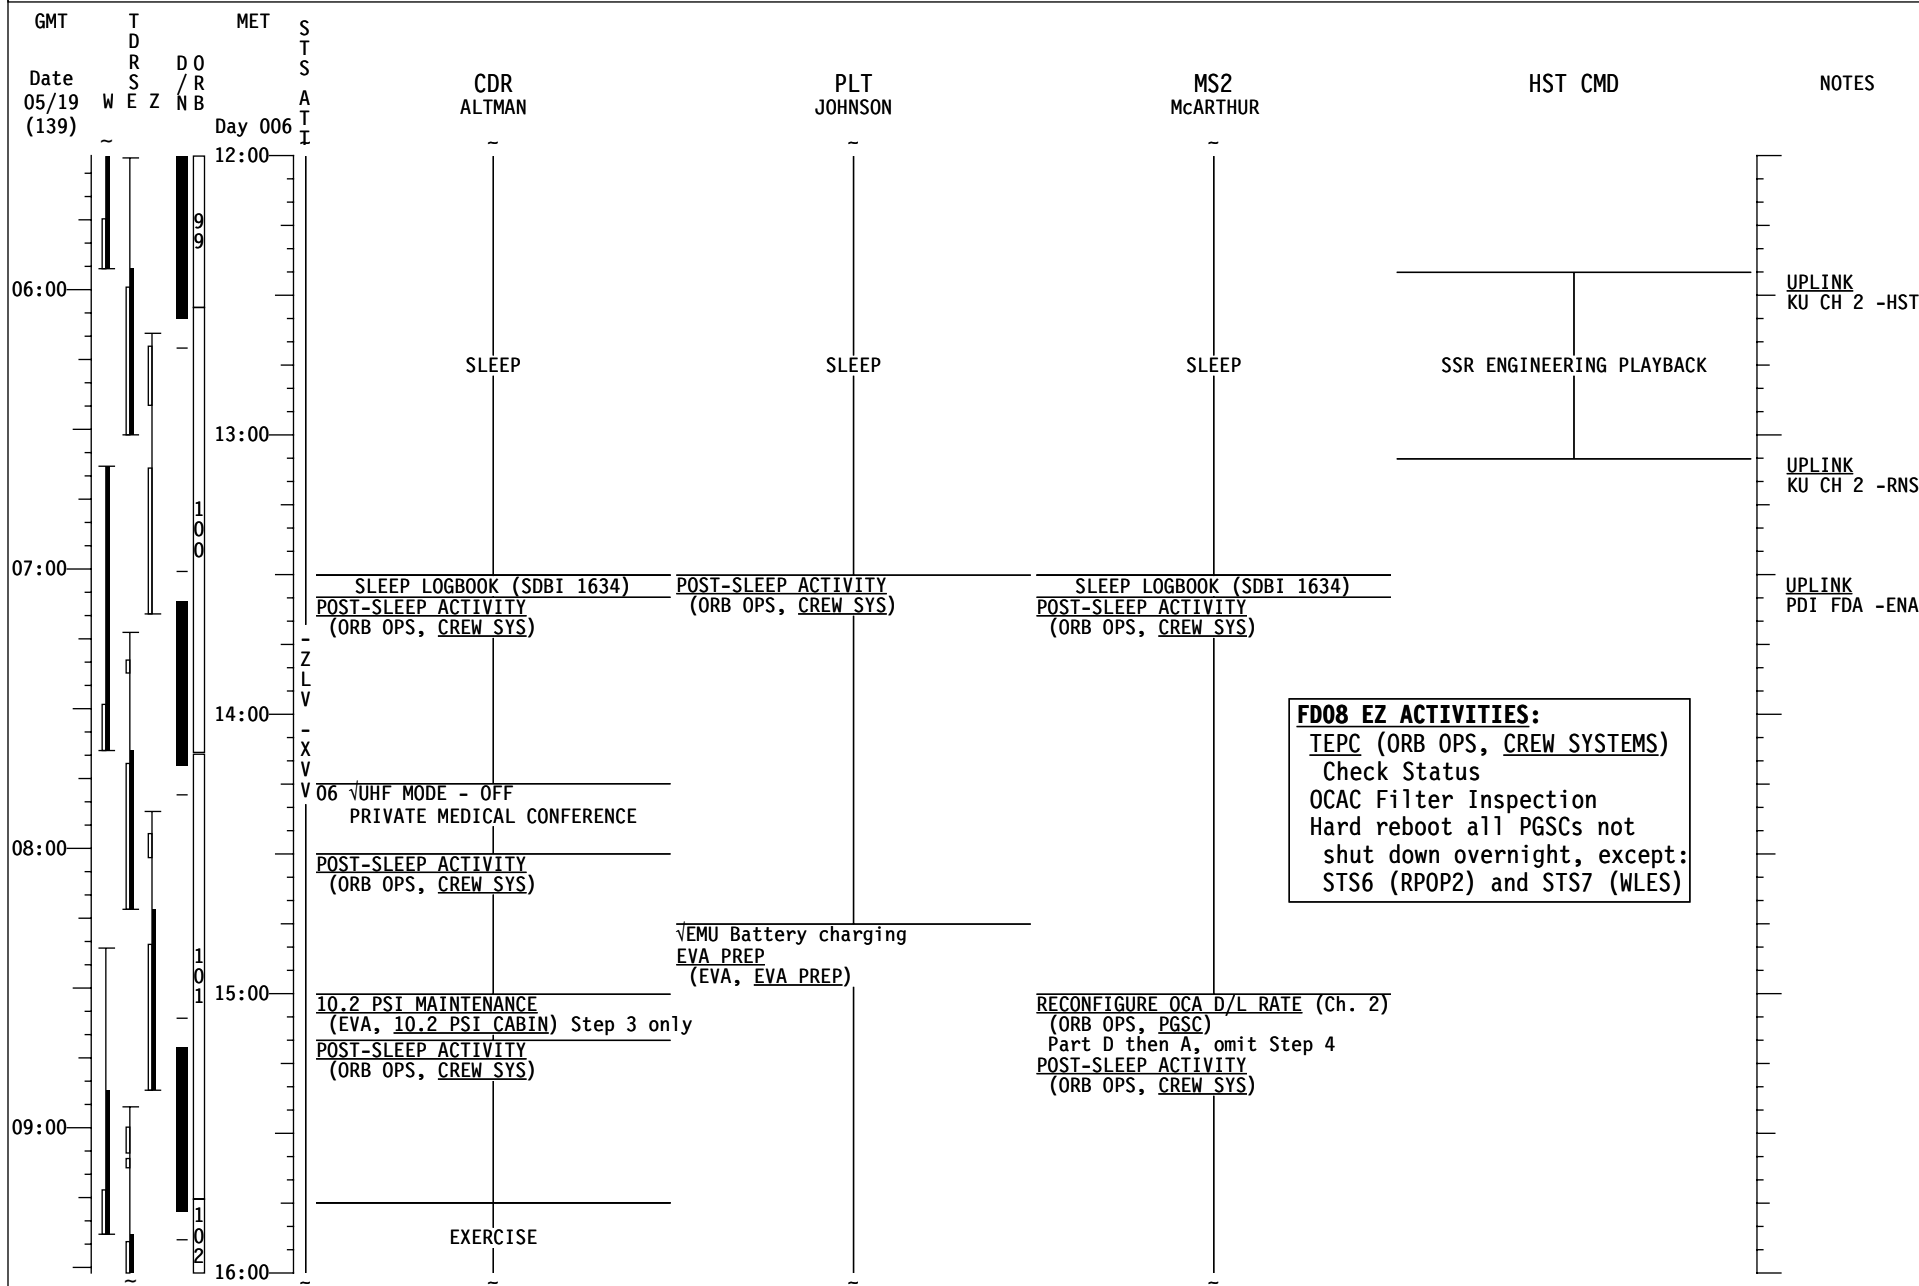 GMT
TDRSE
MET
STS ATT
Date
05/19
(139)
W E Z
D/N
ORB
Day 006
CDR
ALTMAN
PLT
JOHNSON
MS2
McARTHUR
HST CMD
NOTES
~
~
~
~
12:00
99
06:00
UPLINK
KU CH 2 -HST
SLEEP
SLEEP
SLEEP
SSR ENGINEERING PLAYBACK
13:00
UPLINK
KU CH 2 -RNS
100
07:00
SLEEP LOGBOOK (SDBI 1634)
POST-SLEEP ACTIVITY
(ORB OPS, CREW SYS)
POST-SLEEP ACTIVITY
(ORB OPS, CREW SYS)
SLEEP LOGBOOK (SDBI 1634)
POST-SLEEP ACTIVITY
(ORB OPS, CREW SYS)
UPLINK
PDI FDA -ENA
-ZLV -XVV
14:00
FD08 EZ ACTIVITIES:
TEPC (ORB OPS, CREW SYSTEMS)
Check Status
OCAC Filter Inspection
Hard reboot all PGSCs not
shut down overnight, except:
STS6 (RPOP2) and STS7 (WLES)
06 √UHF MODE - OFF
PRIVATE MEDICAL CONFERENCE
08:00
POST-SLEEP ACTIVITY
(ORB OPS, CREW SYS)
√EMU Battery charging
EVA PREP
(EVA, EVA PREP)
101
15:00
10.2 PSI MAINTENANCE
(EVA, 10.2 PSI CABIN) Step 3 only
POST-SLEEP ACTIVITY
(ORB OPS, CREW SYS)
RECONFIGURE OCA D/L RATE (Ch. 2)
(ORB OPS, PGSC)
Part D then A, omit Step 4
POST-SLEEP ACTIVITY
(ORB OPS, CREW SYS)
09:00
102
EXERCISE
16:00
~
~
~
~
~